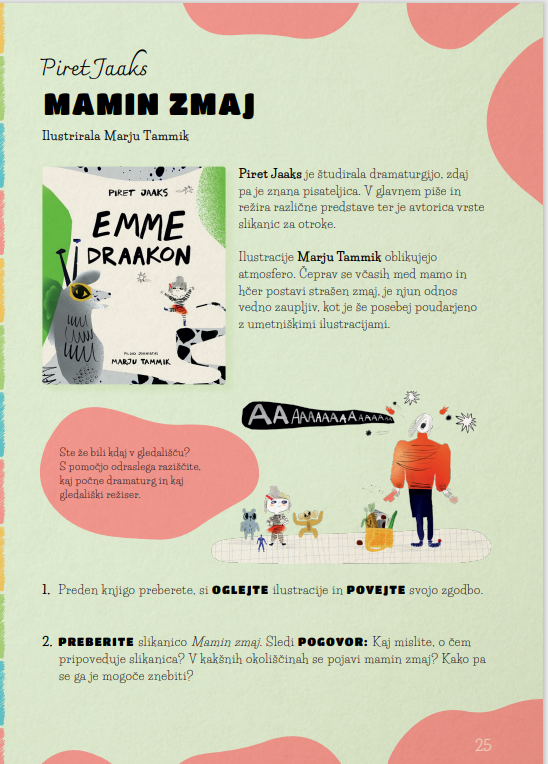 Piret Jaaks
MAMIN ZMAJ
Ilustrirala Marju Tammik
PIRET JAAKS
EMME
DRAAKON
PILDID JOONISTAS
MARJU TAMMIK
Piret Jaaks je študirala dramaturgijo, zdaj
pa je znana pisateljica. V glavnem piše in
režira različne predstave ter je avtorica vrste
slikanic za otroke.
Ilustracije Marju Tammik oblikujejo
atmosfero. Čeprav se včasih med mamo in
hčer postavi strašen zmaj, je njun odnos
vedno zaupljiv, kot je še posebej poudarjeno
z umetniškimi ilustracijami.
Ste že bili kdaj v gledališču?
S pomočjo odraslega raziščite,
kaj počne dramaturg in kaj
gledališki režiser.
1. Preden knjigo preberete, si OGLEJTE ilustracije in POVEJTE svojo zgodbo.
2. PREBERITE slikanico Mamin zmaj. Sledi POGOVOR: Kaj mislite, o čem
pripoveduje slikanica? V kakšnih okoliščinah se pojavi mamin zmaj? Kako pa
se ga je mogoče znebiti?
25